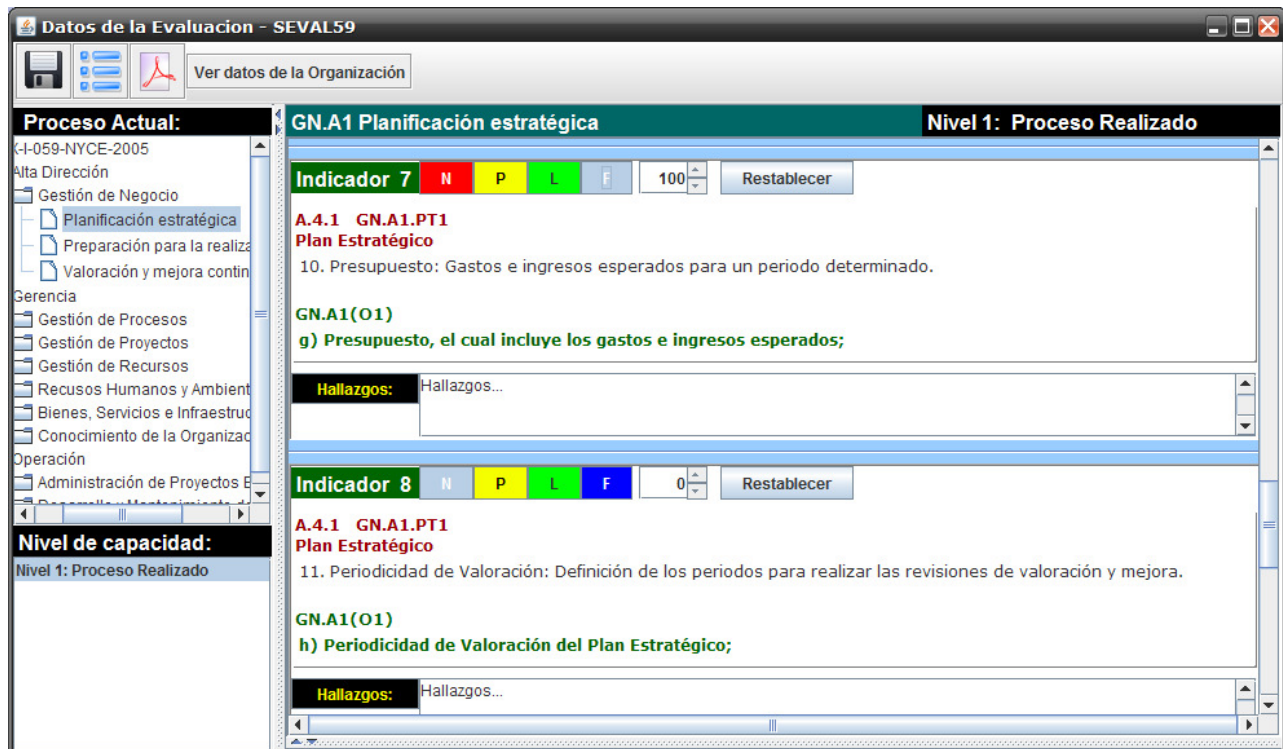 Datos de la Evaluacion - SEVAL59
Ver datos de la Organización
Proceso Actual:
-I-059-NYCE-2005
Alta Dirección
Gestión de Negocio
Planificación estratégica
Preparación para la realiza
Valoración y mejora contin
Gerencia
Gestión de Procesos
Gestión de Proyectos
Gestión de Recursos
Recusos Humanos y Ambient
Bienes, Servicios e Infraestruc
Conocimiento de la Organizac
Operación
Administración de Proyectos E
Nivel de capacidad:
Nivel 1: Proceso Realizado
GN.A1 Planificación estratégica Nivel 1: Proceso Realizado
Indicador 7 N P L F 100 Restablecer
A.4.1 GN.A1.PT1
Plan Estratégico
10. Presupuesto: Gastos e ingresos esperados para un periodo determinado.
GN.A1(O1)
g) Presupuesto, el cual incluye los gastos e ingresos esperados;
Hallazgos: Hallazgos...
Indicador 8 N P L F 0 Restablecer
A.4.1 GN.A1.PT1
Plan Estratégico
11. Periodicidad de Valoración: Definición de los periodos para realizar las revisiones de valoración y mejora.
GN.A1(O1)
h) Periodicidad de Valoración del Plan Estratégico;
Hallazgos: Hallazgos...